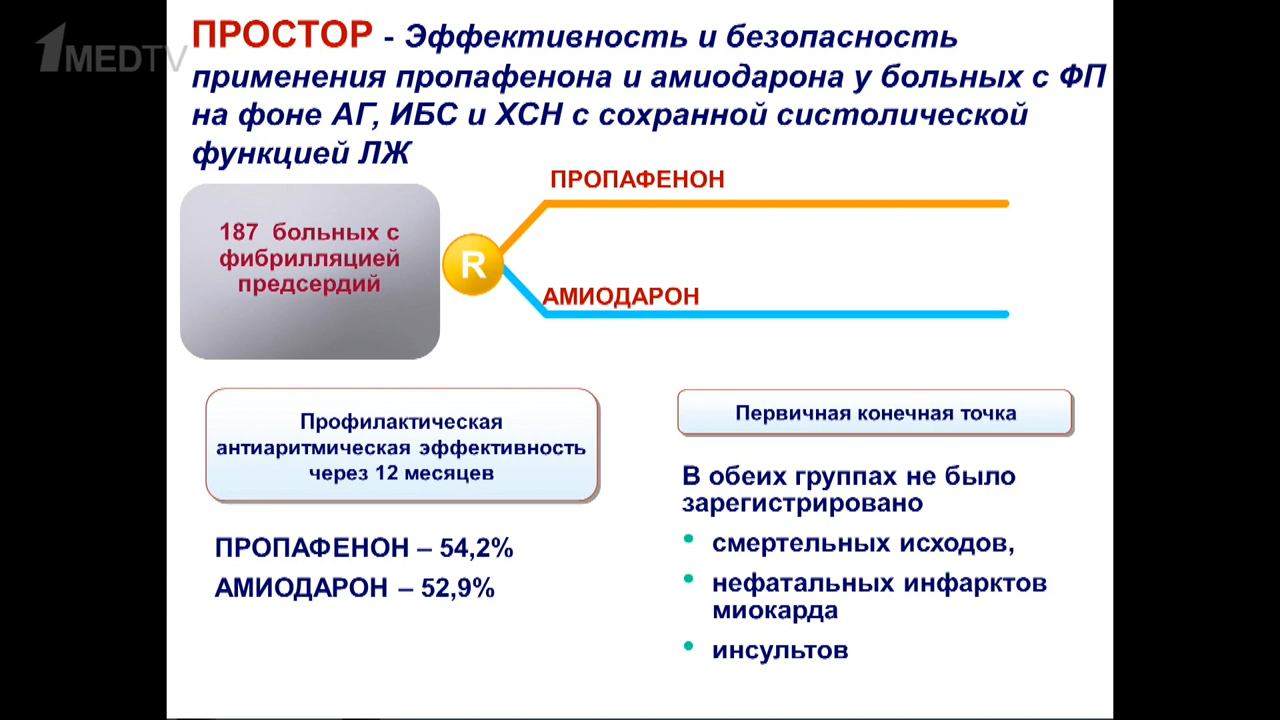 1MEDTV
ПРОСТОР - Эффективность и безопасность
применения пропафенона и амиодарона у больных с ФП
на фоне АГ, ИБС и ХСН с сохранной систолической
функцией ЛЖ
ПРОПАФЕНОН
187 больных с
фибрилляцией
предсердий
R
АМИОДАРОН
Профилактическая
антиаритмическая эффективность
через 12 месяцев
ПРОПАФЕНОН – 54,2%
АМИОДАРОН – 52,9%
Первичная конечная точка
В обеих группах не было
зарегистрировано
• смертельных исходов,
• нефатальных инфарктов
миокарда
• инсультов